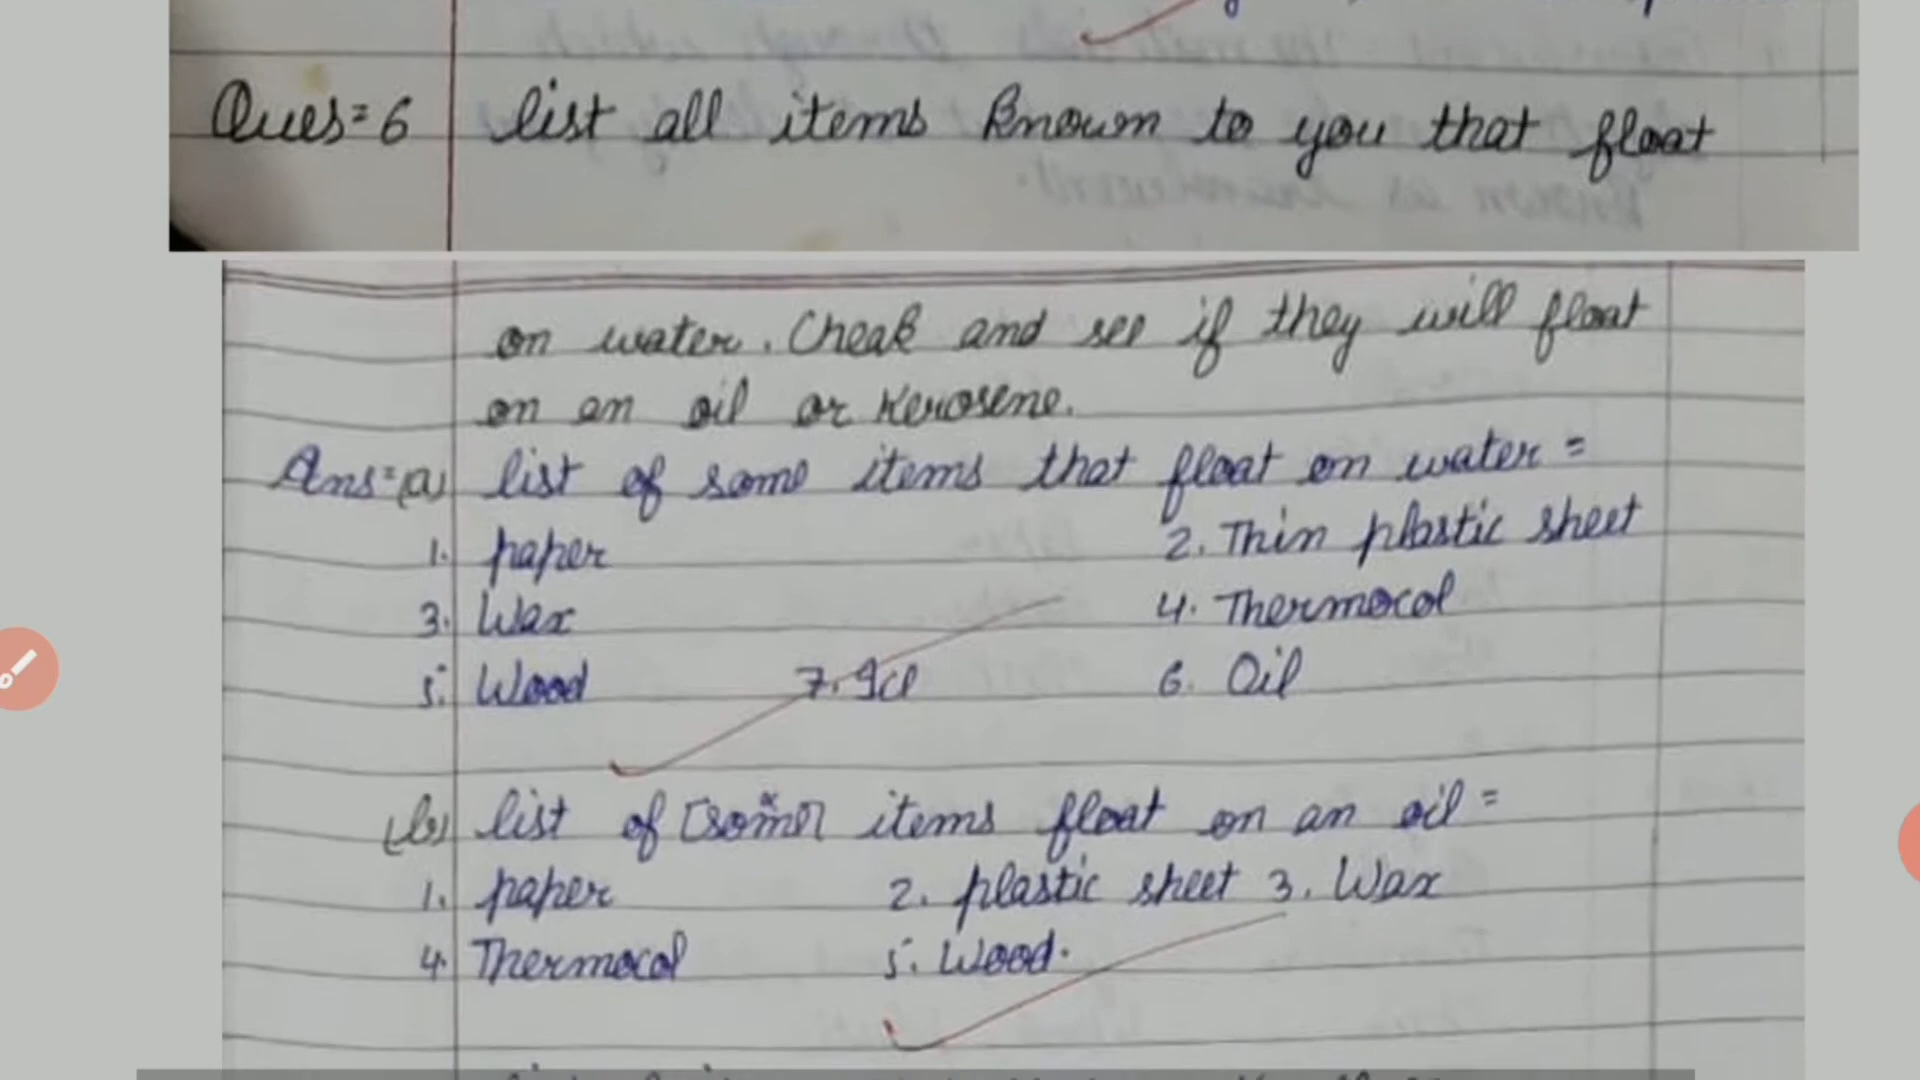 Ques=6 list all items known to you that float
on water. Cheak and see if they will float
on an oil or Kerosene.
Ans=(a) list of some items that float on water =
1. paper 2. Thin plastic sheet
3. Wax 4. Thermocol
5. Wood 7. Ice 6. Oil
(b) list of [some] items float on an oil =
1. paper 2. plastic sheet 3. Wax
4. Thermocol 5. Wood.